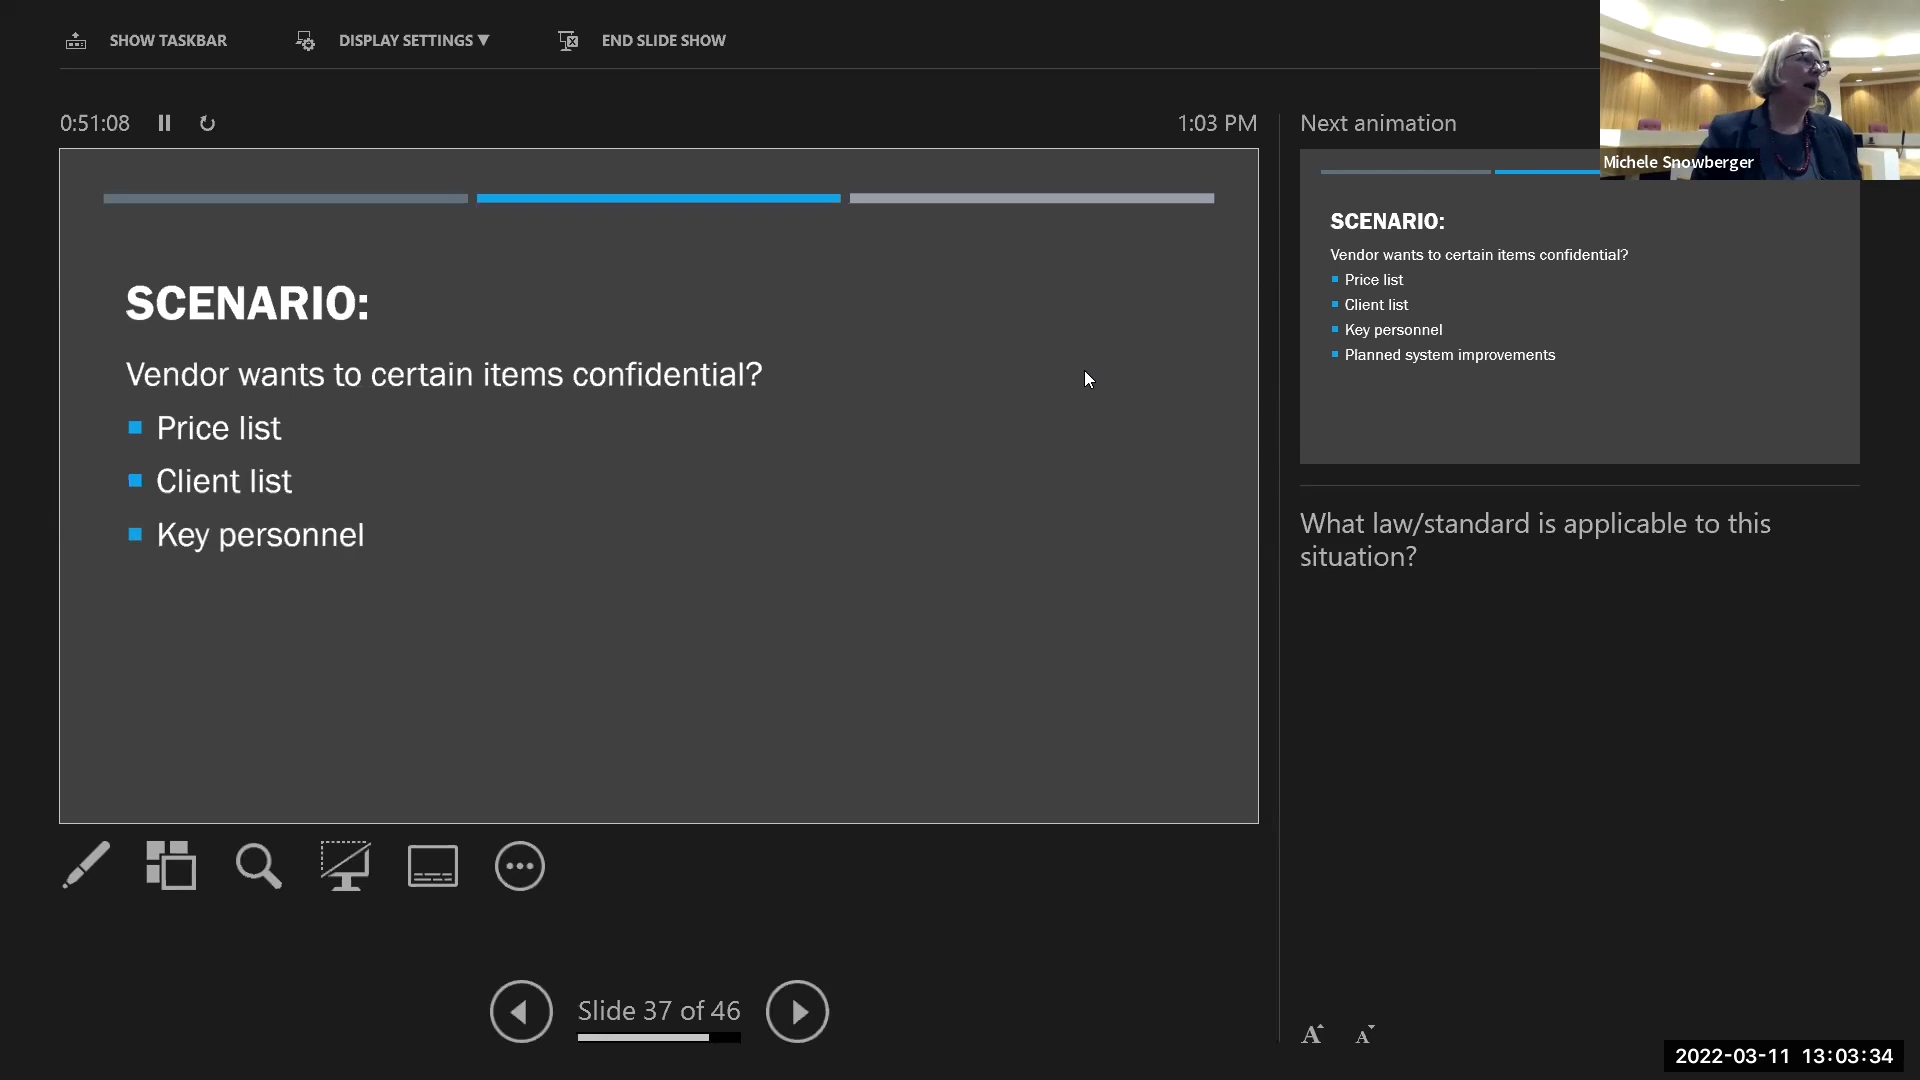 SHOW TASKBAR
DISPLAY SETTINGS ▼
END SLIDE SHOW
0:51:08
1:03 PM
SCENARIO:
Vendor wants to certain items confidential?
Price list
Client list
Key personnel
Slide 37 of 46
Next animation
Michele Snowberger
SCENARIO:
Vendor wants to certain items confidential?
Price list
Client list
Key personnel
Planned system improvements
What law/standard is applicable to this
situation?
A A
2022-03-11 13:03:34